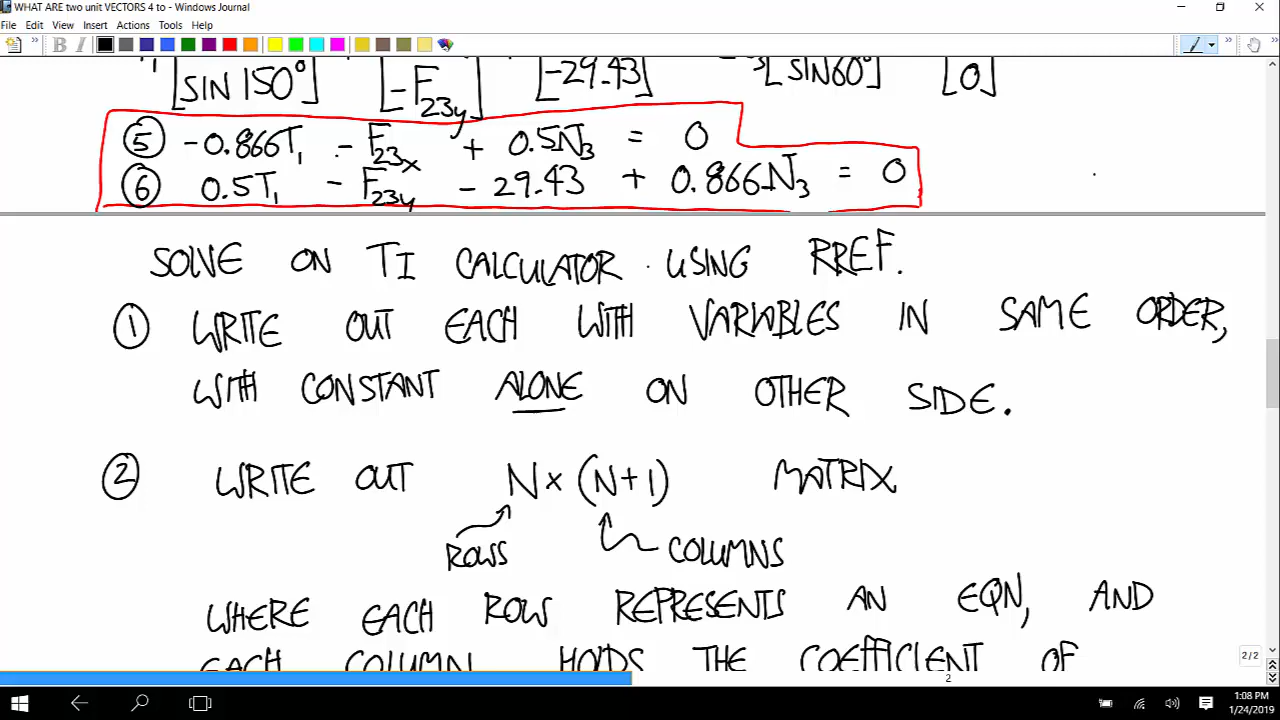 WHAT ARE two unit VECTORS 4 to - Windows Journal
File Edit View Insert Actions Tools Help
B I
1 [SIN 150° [-F23y] [-29.43] 3 [SIN60°] [0]
⑤ -0.866T₁ - F23x + 0.5N₃ = 0
⑥ 0.5T₁ - F23y - 29.43 + 0.866N₃ = 0
SOLVE ON TI CALCULATOR USING RREF.
① WRITE OUT EACH WITH VARIABLES IN SAME ORDER,
WITH CONSTANT ALONE ON OTHER SIDE.
② WRITE OUT N × (N+1) MATRIX
ROWS COLUMNS
WHERE EACH ROW REPRESENTS AN EQN, AND
EACH COLUMN HOLDS THE COEFFICIENT OF
2/2
2
1:08 PM
1/24/2019